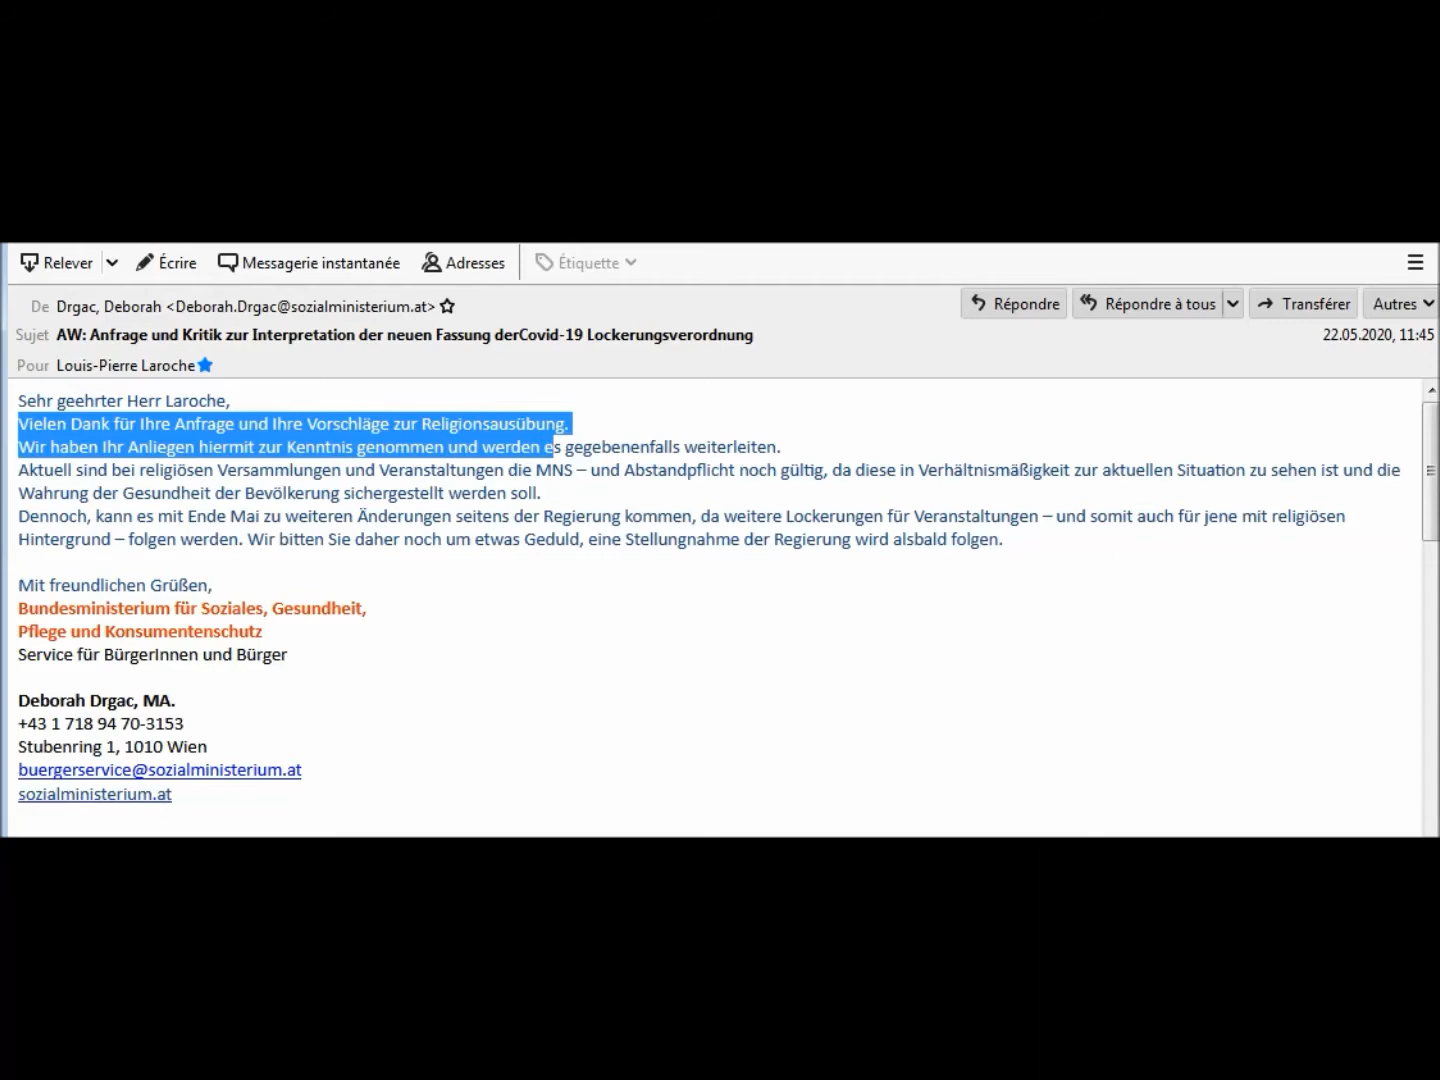 Relever Écrire Messagerie instantanée Adresses Étiquette
De Drgac, Deborah <Deborah.Drgac@sozialministerium.at> Répondre Répondre à tous Transférer Autres
Sujet AW: Anfrage und Kritik zur Interpretation der neuen Fassung derCovid-19 Lockerungsverordnung 22.05.2020, 11:45
Pour Louis-Pierre Laroche
Sehr geehrter Herr Laroche,
Vielen Dank für Ihre Anfrage und Ihre Vorschläge zur Religionsausübung.
Wir haben Ihr Anliegen hiermit zur Kenntnis genommen und werden es gegebenenfalls weiterleiten.
Aktuell sind bei religiösen Versammlungen und Veranstaltungen die MNS – und Abstandpflicht noch gültig, da diese in Verhältnismäßigkeit zur aktuellen Situation zu sehen ist und die
Wahrung der Gesundheit der Bevölkerung sichergestellt werden soll.
Dennoch, kann es mit Ende Mai zu weiteren Änderungen seitens der Regierung kommen, da weitere Lockerungen für Veranstaltungen – und somit auch für jene mit religiösen
Hintergrund – folgen werden. Wir bitten Sie daher noch um etwas Geduld, eine Stellungnahme der Regierung wird alsbald folgen.
Mit freundlichen Grüßen,
Bundesministerium für Soziales, Gesundheit,
Pflege und Konsumentenschutz
Service für BürgerInnen und Bürger
Deborah Drgac, MA.
+43 1 718 94 70-3153
Stubenring 1, 1010 Wien
buergerservice@sozialministerium.at
sozialministerium.at